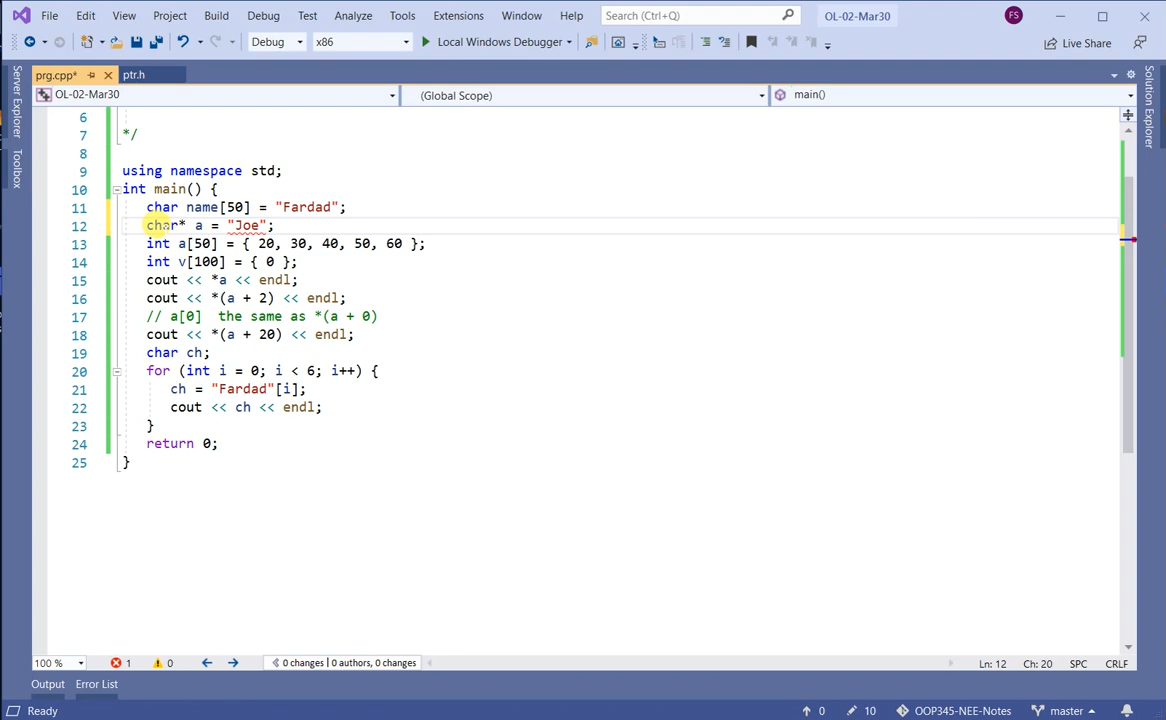 File Edit View Project Build Debug Test Analyze Tools Extensions Window Help Search (Ctrl+Q) OL-02-Mar30 FS
Debug x86 Local Windows Debugger Live Share
prg.cpp* ptr.h
OL-02-Mar30 (Global Scope) main()
Server Explorer
Toolbox
Solution Explorer
6
7 */
8
9 using namespace std;
10 int main() {
11 char name[50] = "Fardad";
12 char* a = "Joe";
13 int a[50] = { 20, 30, 40, 50, 60 };
14 int v[100] = { 0 };
15 cout << *a << endl;
16 cout << *(a + 2) << endl;
17 // a[0]  the same as *(a + 0)
18 cout << *(a + 20) << endl;
19 char ch;
20 for (int i = 0; i < 6; i++) {
21 ch = "Fardad"[i];
22 cout << ch << endl;
23 }
24 return 0;
25 }
100 % 1 0 0 changes | 0 authors, 0 changes Ln: 12 Ch: 20 SPC CRLF
Output Error List
Ready 0 10 OOP345-NEE-Notes master